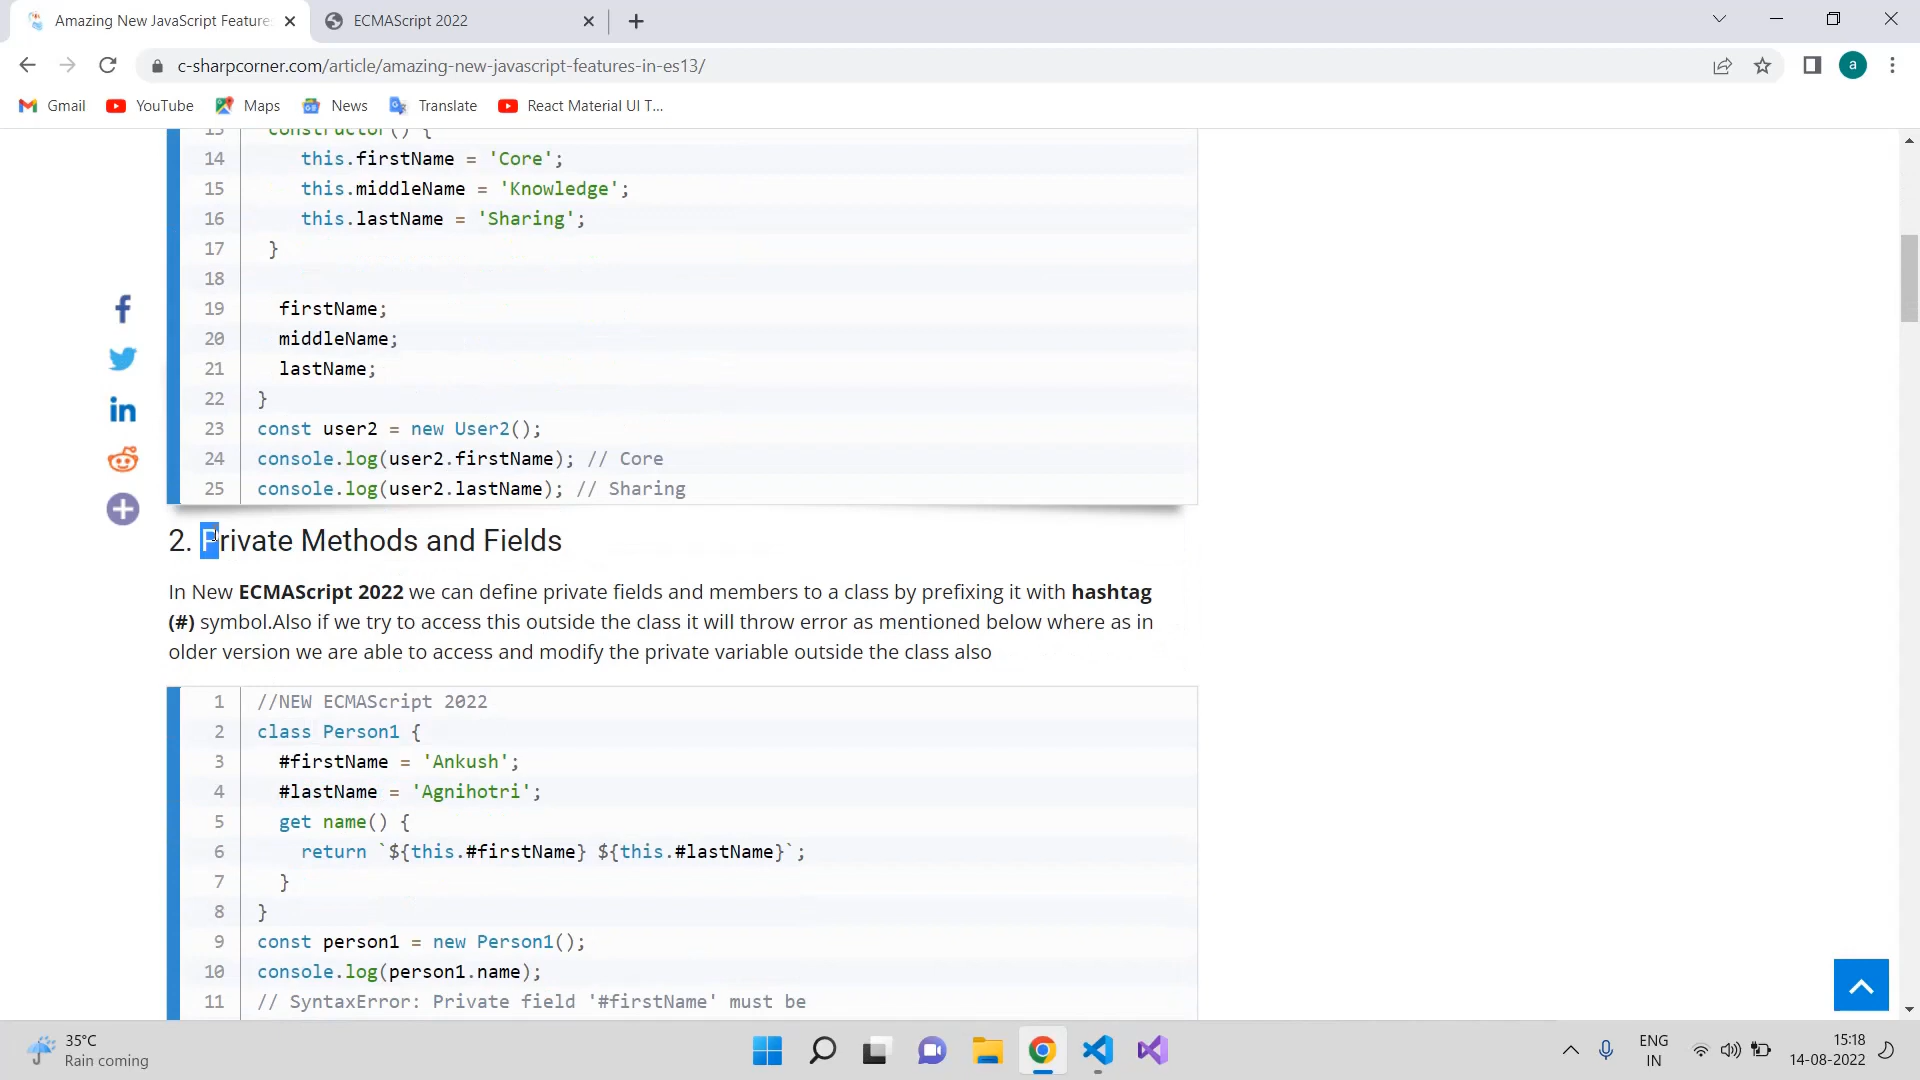 Amazing New JavaScript Feature
ECMAScript 2022
c-sharpcorner.com/article/amazing-new-javascript-features-in-es13/
a
Gmail
YouTube
Maps
News
Translate
React Material UI T...
13 constructor() {
14 this.firstName = 'Core';
15 this.middleName = 'Knowledge';
16 this.lastName = 'Sharing';
17 }
18
19 firstName;
20 middleName;
21 lastName;
22 }
23 const user2 = new User2();
24 console.log(user2.firstName); // Core
25 console.log(user2.lastName); // Sharing
2. Private Methods and Fields
In New ECMAScript 2022 we can define private fields and members to a class by prefixing it with hashtag
(#) symbol.Also if we try to access this outside the class it will throw error as mentioned below where as in
older version we are able to access and modify the private variable outside the class also
1 //NEW ECMAScript 2022
2 class Person1 {
3 #firstName = 'Ankush';
4 #lastName = 'Agnihotri';
5 get name() {
6 return `${this.#firstName} ${this.#lastName}`;
7 }
8 }
9 const person1 = new Person1();
10 console.log(person1.name);
11 // SyntaxError: Private field '#firstName' must be
35°C
Rain coming
ENG
IN
15:18
14-08-2022